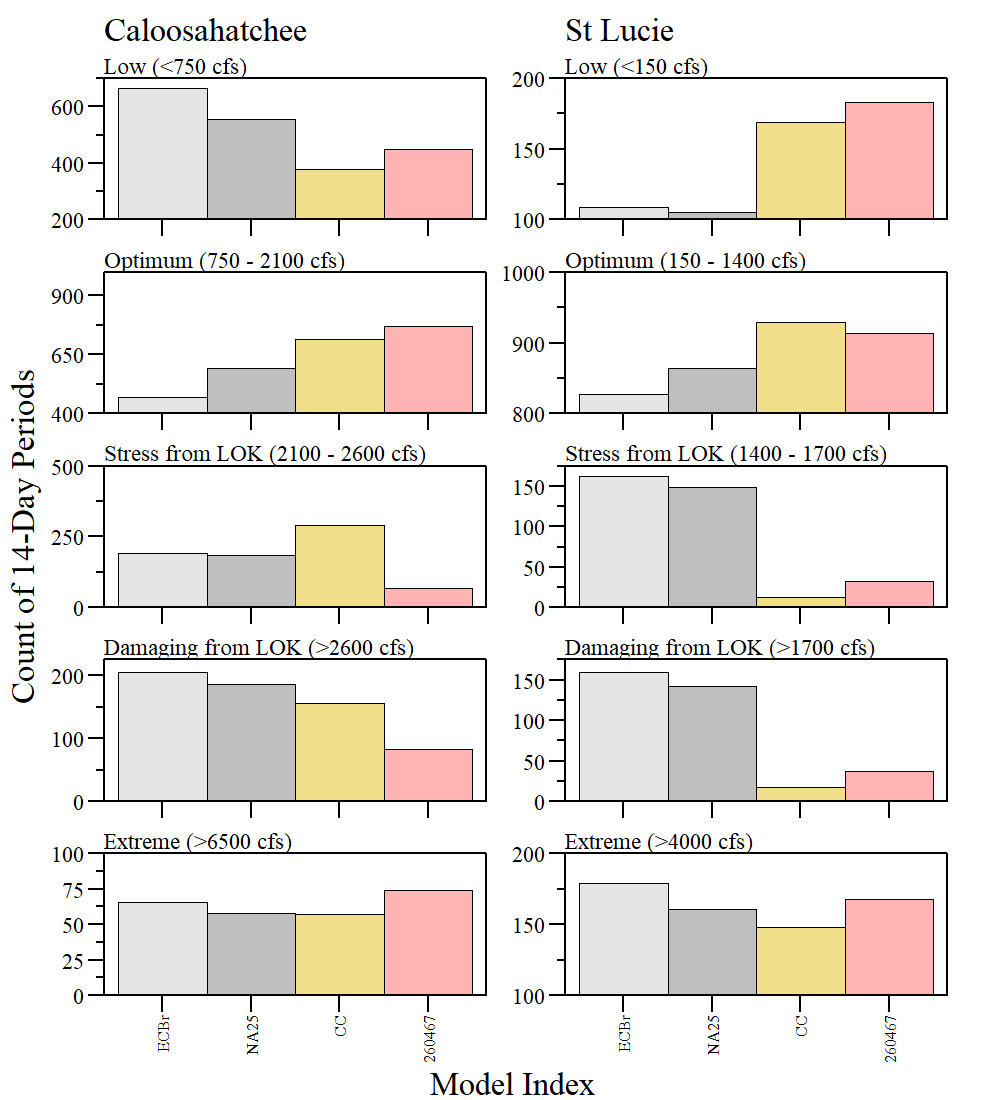 Caloosahatchee
St Lucie
Low (<750 cfs)
600
400
200
Low (<150 cfs)
200
150
100
Optimum (750 - 2100 cfs)
900
650
400
Optimum (150 - 1400 cfs)
1000
900
800
Stress from LOK (2100 - 2600 cfs)
500
250
0
Stress from LOK (1400 - 1700 cfs)
150
100
50
0
Damaging from LOK (>2600 cfs)
200
100
0
Damaging from LOK (>1700 cfs)
150
100
50
0
Extreme (>6500 cfs)
100
75
50
25
0
Extreme (>4000 cfs)
200
150
100
ECBr
NA25
CC
260467
ECBr
NA25
CC
260467
Count of 14-Day Periods
Model Index